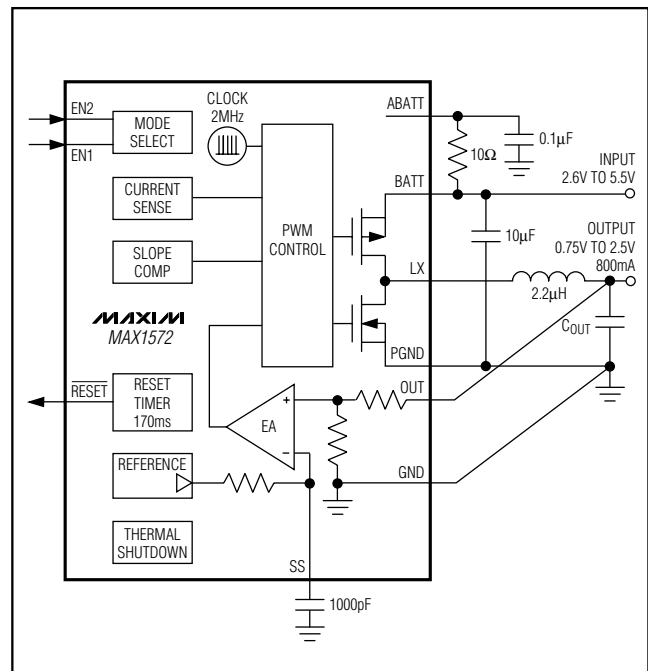 EN2
EN1
MODE
SELECT
CLOCK
2MHz
CURRENT
SENSE
SLOPE
COMP
PWM
CONTROL
MAXIM
MAX1572
RESET
RESET
TIMER
170ms
REFERENCE
THERMAL
SHUTDOWN
EA
+
−
SS
1000pF
ABATT
10Ω
0.1µF
BATT
INPUT
2.6V TO 5.5V
10µF
OUTPUT
0.75V TO 2.5V
800mA
LX
2.2µH
COUT
PGND
OUT
GND